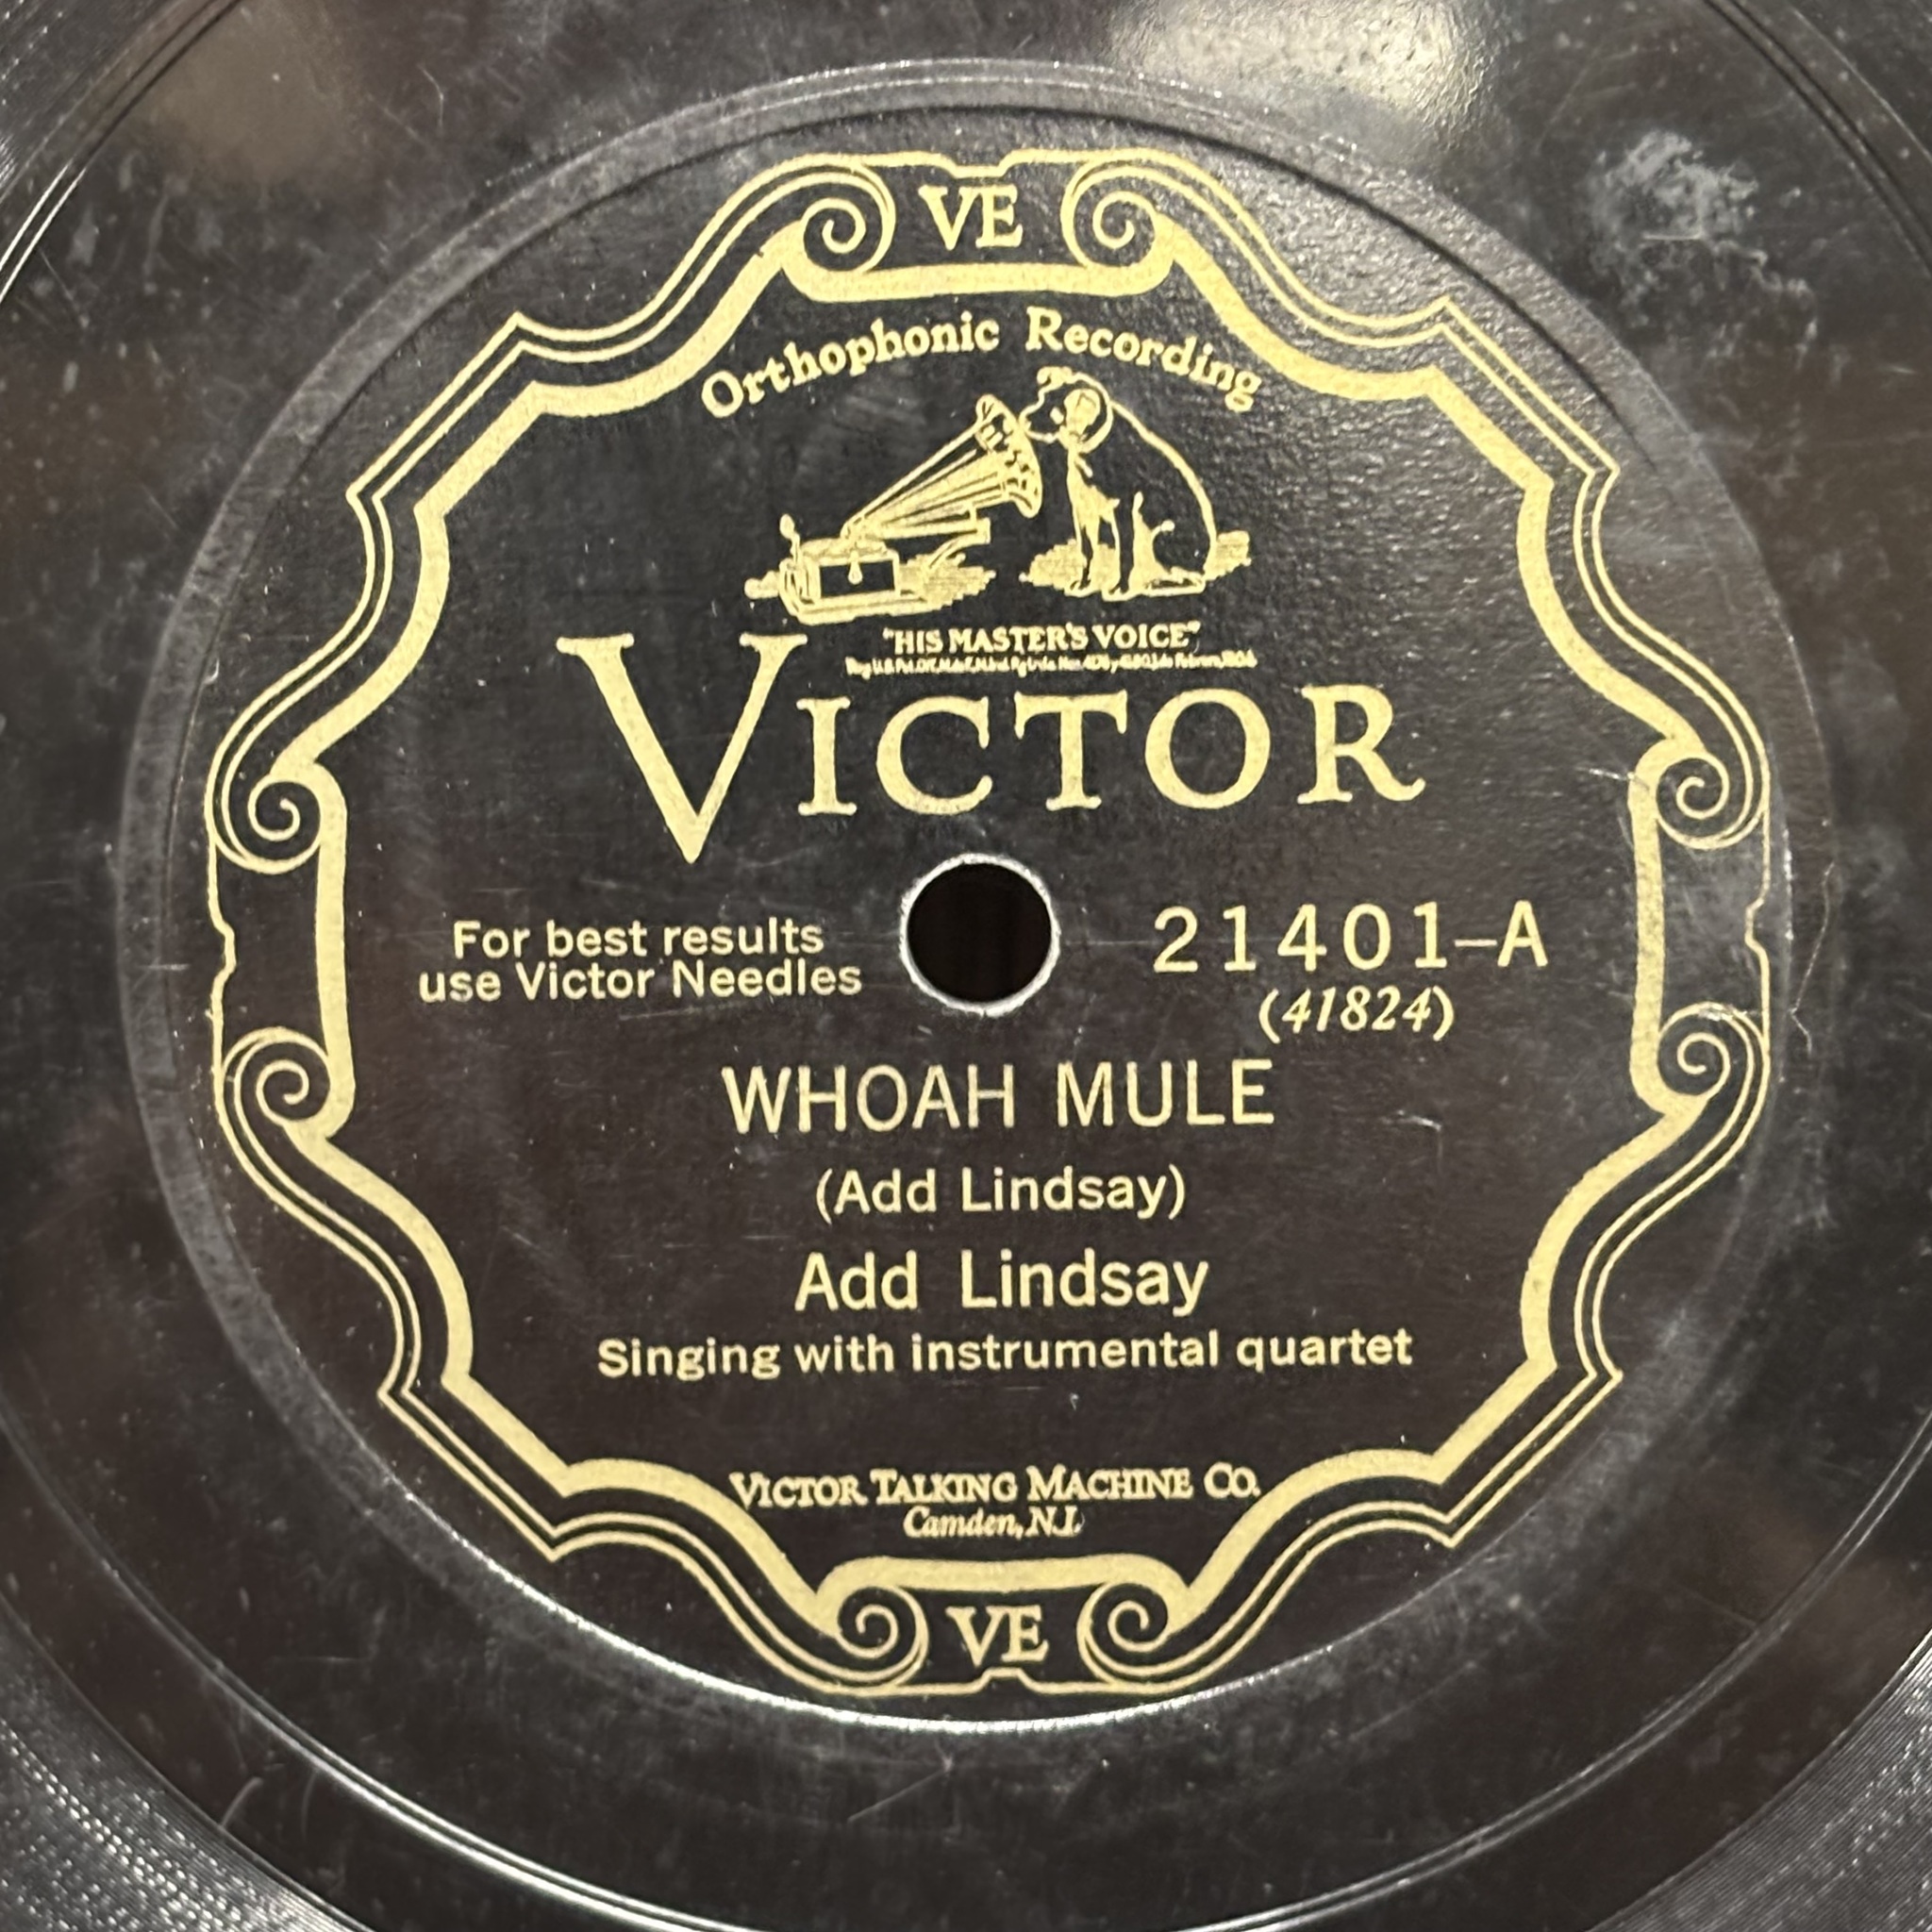 VE
Orthophonic Recording
"HIS MASTER'S VOICE"
VICTOR
For best results
use Victor Needles
21401-A
(41824)
WHOAH MULE
(Add Lindsay)
Add Lindsay
Singing with instrumental quartet
VICTOR TALKING MACHINE CO.
Camden, N.J.
VE